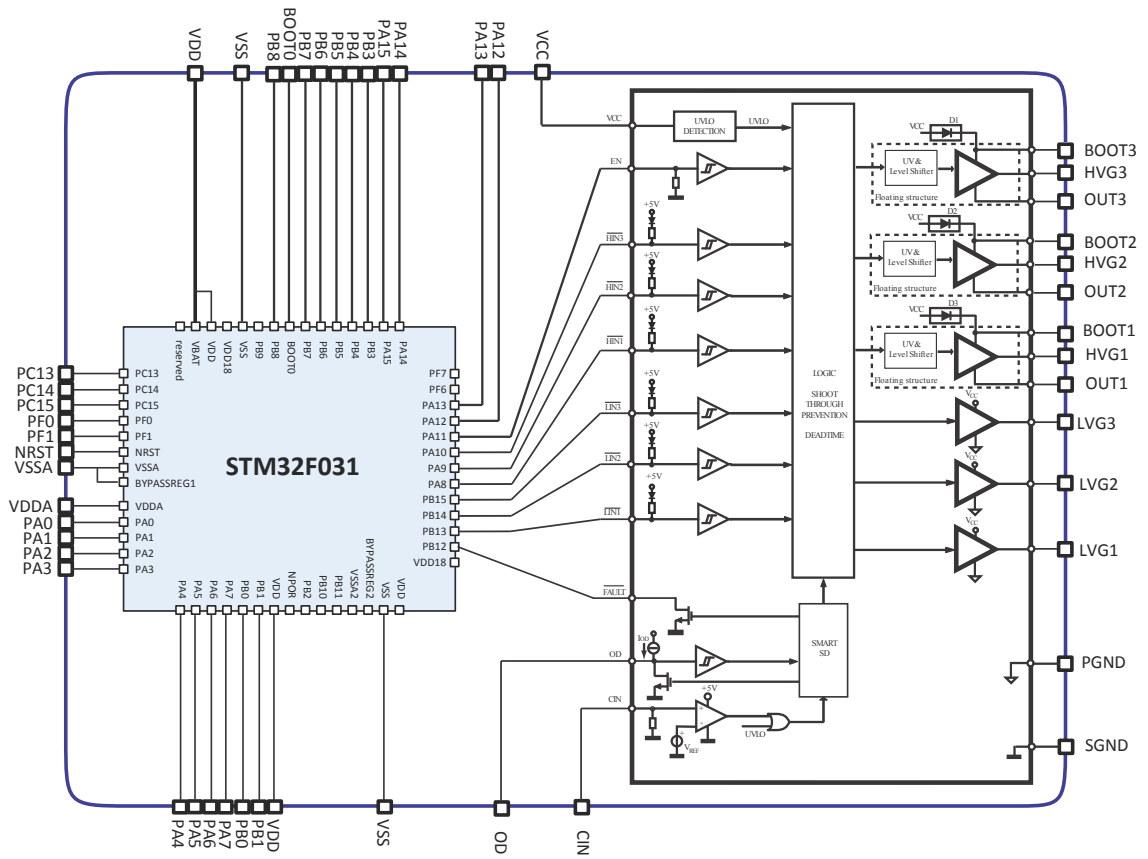 VDD
VSS
PB8
BOOT0
PB7
PB6
PB5
PB4
PB3
PA15
PA14
PA13
PA12
VCC
VCC
UVLO
DETECTION
UVLO
EN
+5V
HIN3
+5V
HIN2
+5V
HIN1
+5V
LIN3
+5V
LIN2
+5V
LIN1
FAULT
IOD
OD
CIN
+5V
+
-
+
VREF
UVLO
SMART
SD
LOGIC
SHOOT
THROUGH
PREVENTION
DEADTIME
VCC
D1
UV&
Level Shifter
Floating structure
VCC
D2
UV&
Level Shifter
Floating structure
VCC
D3
UV&
Level Shifter
Floating structure
VCC
VCC
VCC
BOOT3
HVG3
OUT3
BOOT2
HVG2
OUT2
BOOT1
HVG1
OUT1
LVG3
LVG2
LVG1
PGND
SGND
reserved
VBAT
VDD
VDD18
VSS
PB9
PB8
BOOT0
PB7
PB6
PB5
PB4
PB3
PA15
PA14
PC13
PC14
PC15
PF0
PF1
NRST
VSSA
VDDA
PA0
PA1
PA2
PA3
PC13
PC14
PC15
PF0
PF1
NRST
VSSA
BYPASSREG1
VDDA
PA0
PA1
PA2
PA3
STM32F031
PF7
PF6
PA13
PA12
PA11
PA10
PA9
PA8
PB15
PB14
PB13
PB12
VDD18
PA4
PA5
PA6
PA7
PB0
PB1
VDD
NPOR
PB2
PB10
PB11
VSSA2
BYPASSREG2
VSS
VDD
PA4
PA5
PA6
PA7
PB0
PB1
VDD
VSS
OD
CIN